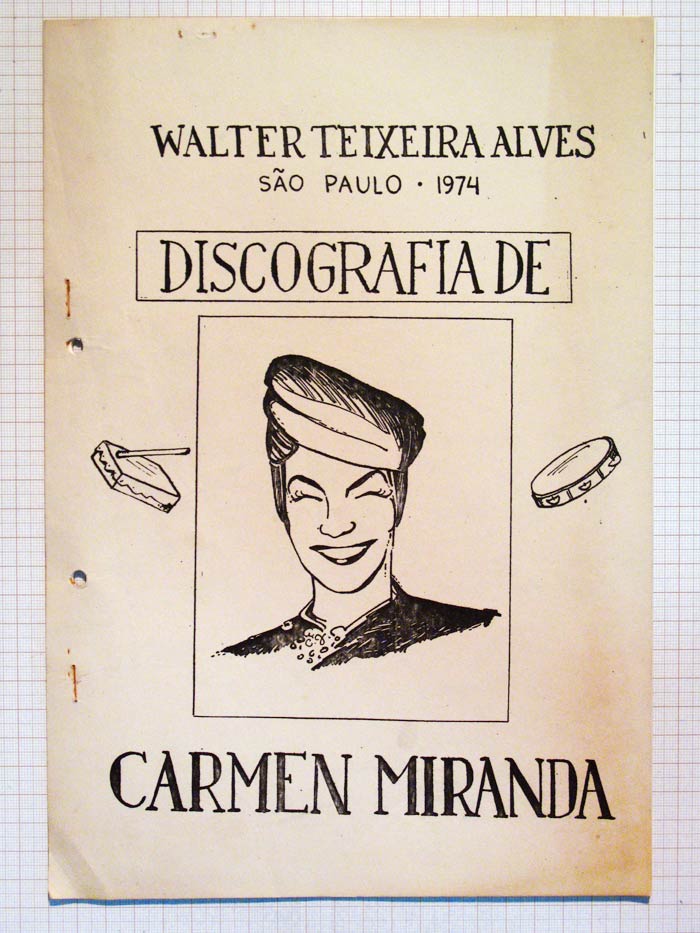 WALTER TEIXEIRA ALVES
SÃO PAULO · 1974
DISCOGRAFIA DE
CARMEN MIRANDA